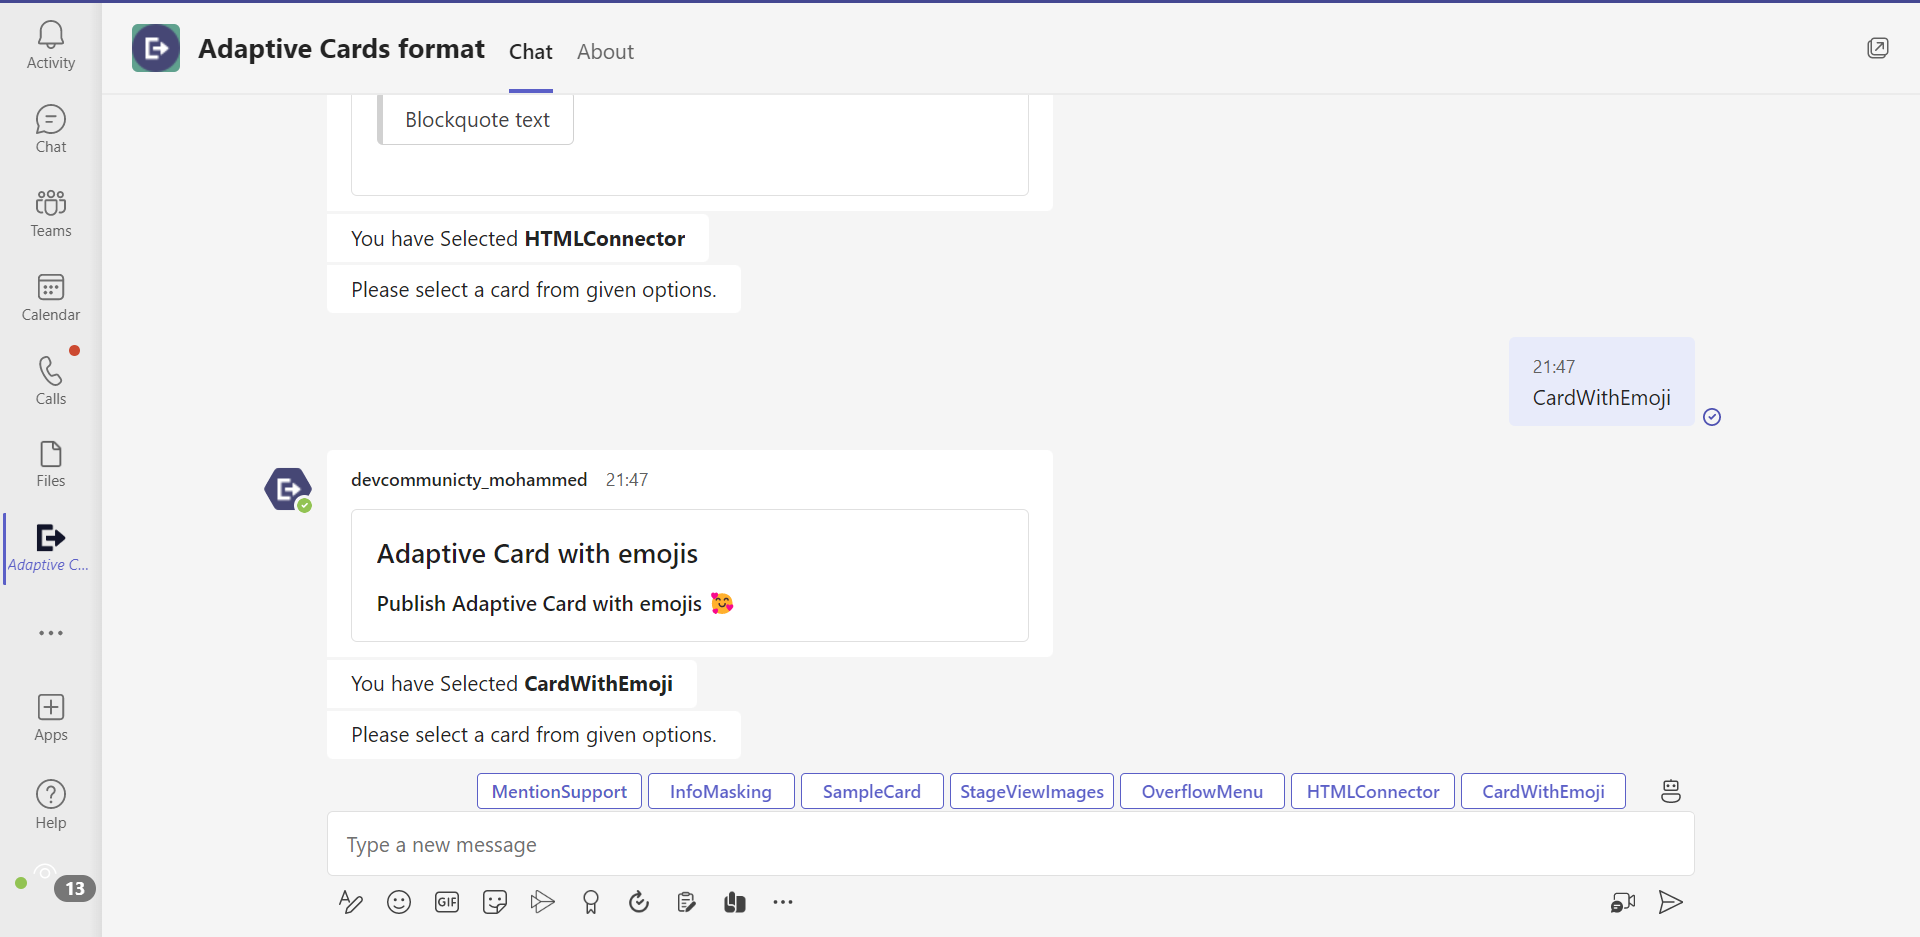 Activity
Chat
Teams
Calendar
Calls
Files
Adaptive C...
Apps
Help
13
Adaptive Cards format Chat About
Blockquote text
You have Selected HTMLConnector
Please select a card from given options.
21:47
CardWithEmoji
devcommunicty_mohammed 21:47
Adaptive Card with emojis
Publish Adaptive Card with emojis 🥰
You have Selected CardWithEmoji
Please select a card from given options.
MentionSupport InfoMasking SampleCard StageViewImages OverflowMenu HTMLConnector CardWithEmoji
Type a new message
GIF